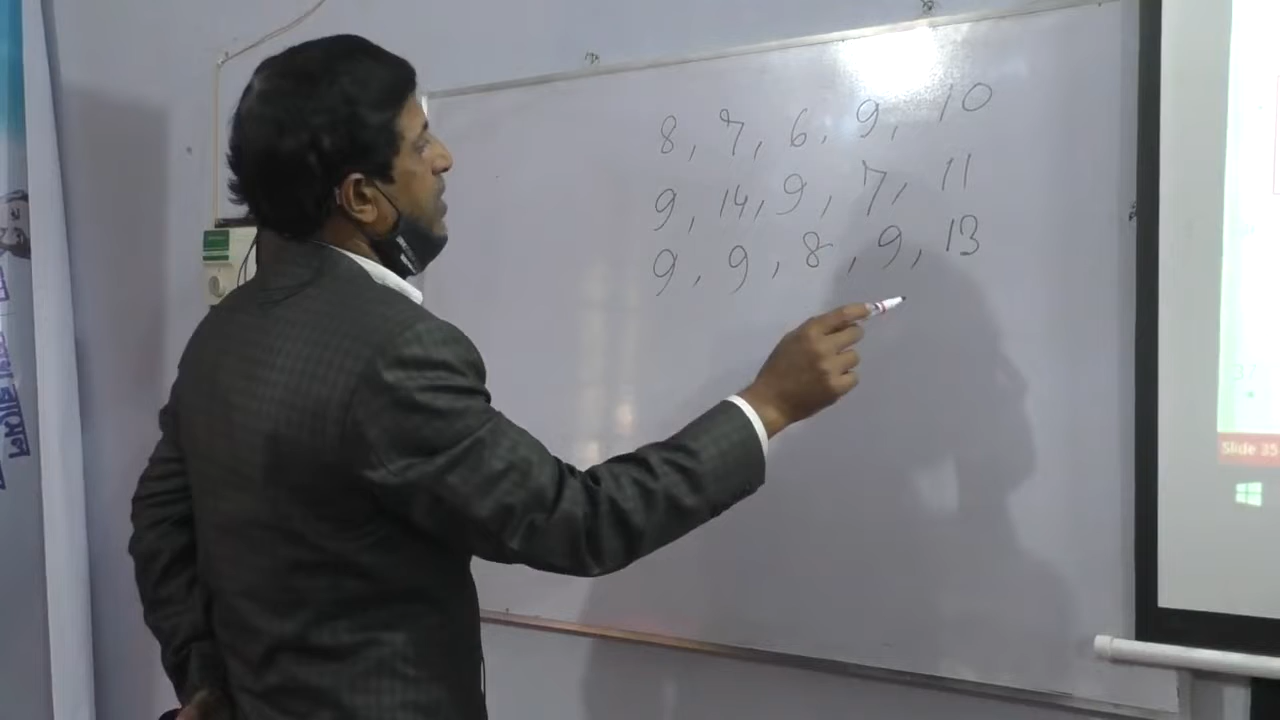 8, 7, 6, 9, 10
9, 14, 9, 7, 11
9, 9, 8, 9, 13
Slide 35